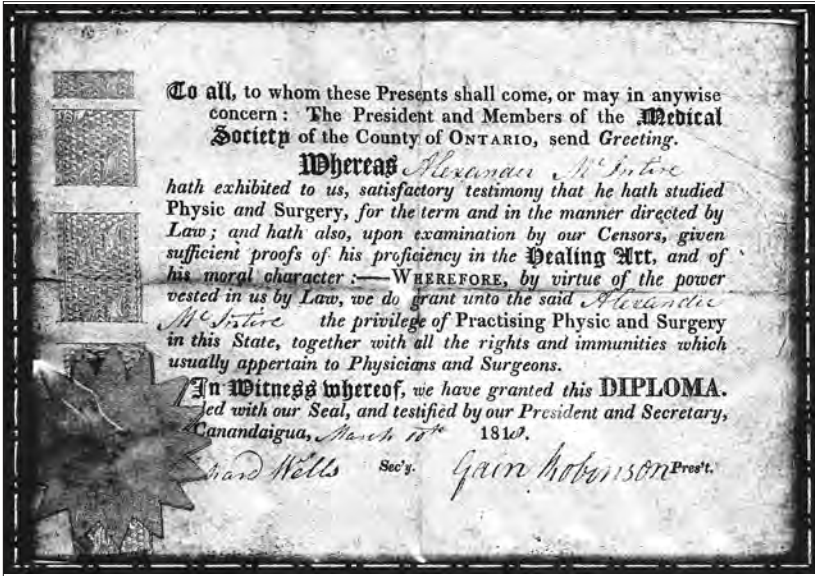 To all, to whom these Presents shall come, or may in anywise
concern : The President and Members of the Medical
Society of the County of ONTARIO, send Greeting.
Whereas Alexander Mc Intire
hath exhibited to us, satisfactory testimony that he hath studied
Physic and Surgery, for the term and in the manner directed by
Law ; and hath also, upon examination by our Censors, given
sufficient proofs of his proficiency in the Healing Art, and of
his moral character :—WHEREFORE, by virtue of the power
vested in us by Law, we do grant unto the said Alexander
Mc Intire the privilege of Practising Physic and Surgery
in this State, together with all the rights and immunities which
usually appertain to Physicians and Surgeons.
In Witness whereof, we have granted this DIPLOMA.
led with our Seal, and testified by our President and Secretary,
Canandaigua, March 10th 181
Wells Sec'y. Gain Robinson Pres't.